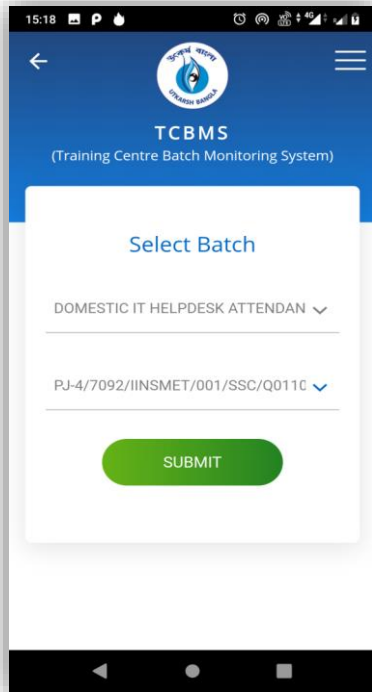 15:18
4G
উৎকর্ষ বাংলা
UTKARSH BANGLA
TCBMS
(Training Centre Batch Monitoring System)
Select Batch
DOMESTIC IT HELPDESK ATTENDAN
PJ-4/7092/IINSMET/001/SSC/Q0110
SUBMIT